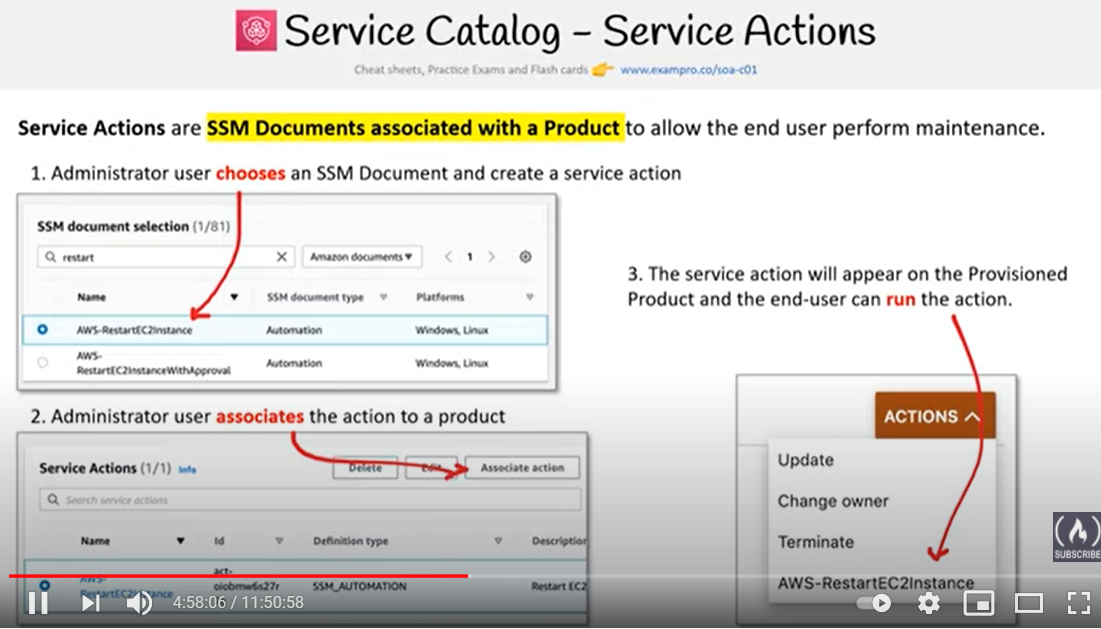 Service Catalog – Service Actions
Cheat sheets, Practice Exams and Flash cards 👉 www.exampro.co/soa-c01
Service Actions are SSM Documents associated with a Product to allow the end user perform maintenance.
1. Administrator user chooses an SSM Document and create a service action
SSM document selection (1/81)
restart
Amazon documents
1
Name SSM document type Platforms
AWS-RestartEC2Instance Automation Windows, Linux
AWS-
RestartEC2InstanceWithApproval Automation Windows, Linux
2. Administrator user associates the action to a product
Service Actions (1/1) Info
Delete Edit Associate action
Search service actions
Name Id Definition type Description
AWS-
RestartEC2Instance
act-
SSM_AUTOMATION Restart EC2
3. The service action will appear on the Provisioned
Product and the end-user can run the action.
ACTIONS
Update
Change owner
Terminate
AWS-RestartEC2Instance
SUBSCRIBE
4:58:06 / 11:50:58